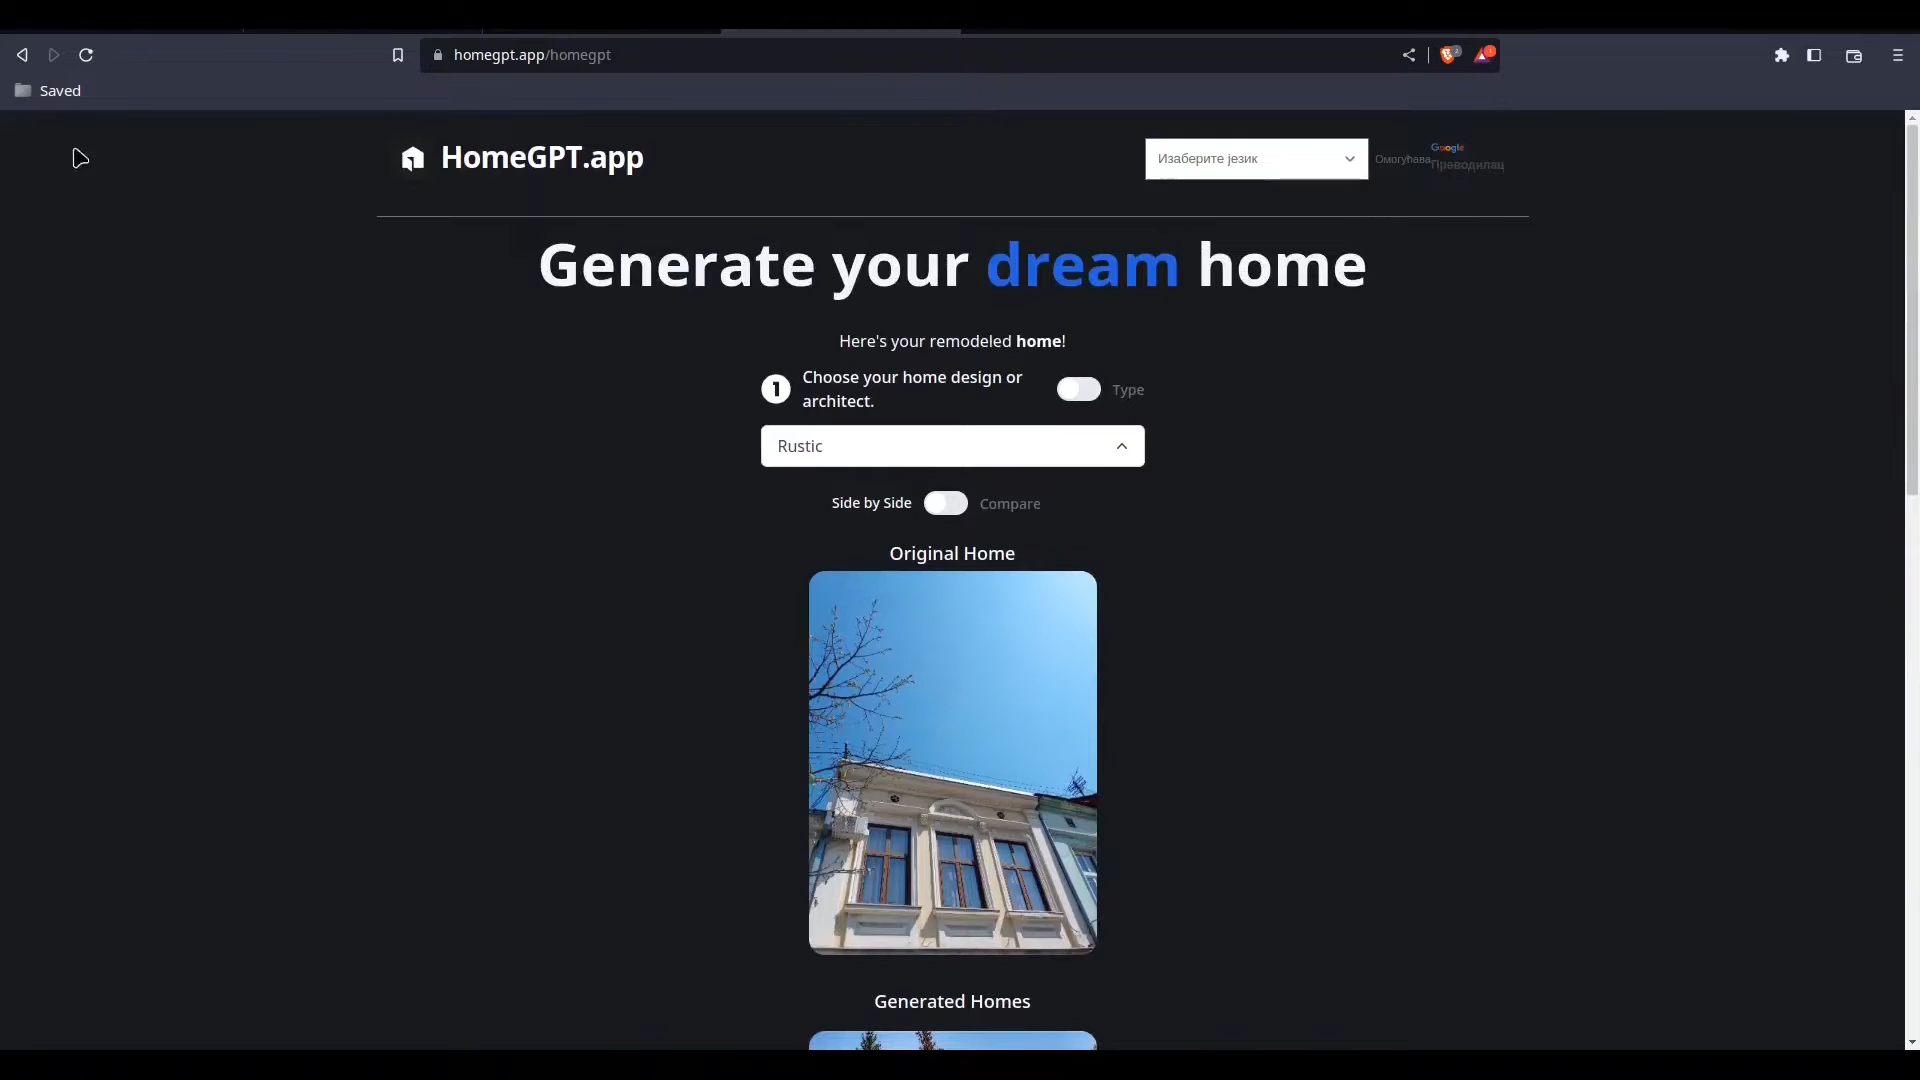 homegpt.app/homegpt
Saved
HomeGPT.app
Изаберите језик
Омогућава
Google
Преводилац
Generate your dream home
Here's your remodeled home!
1
Choose your home design or
architect.
Type
Rustic
Side by Side
Compare
Original Home
Generated Homes